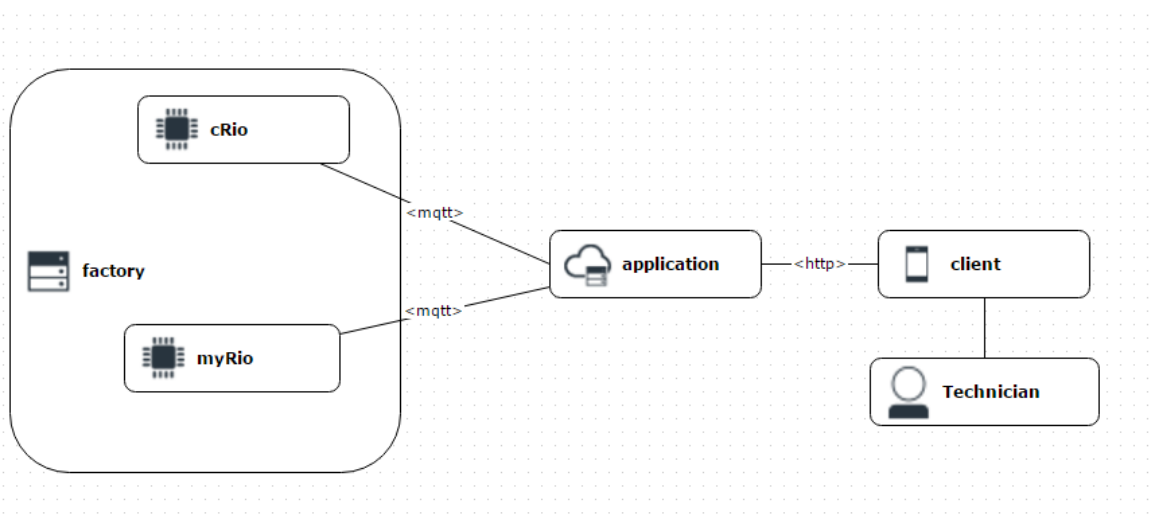 cRio
<mqtt>
factory
application
<http>
client
<mqtt>
myRio
Technician